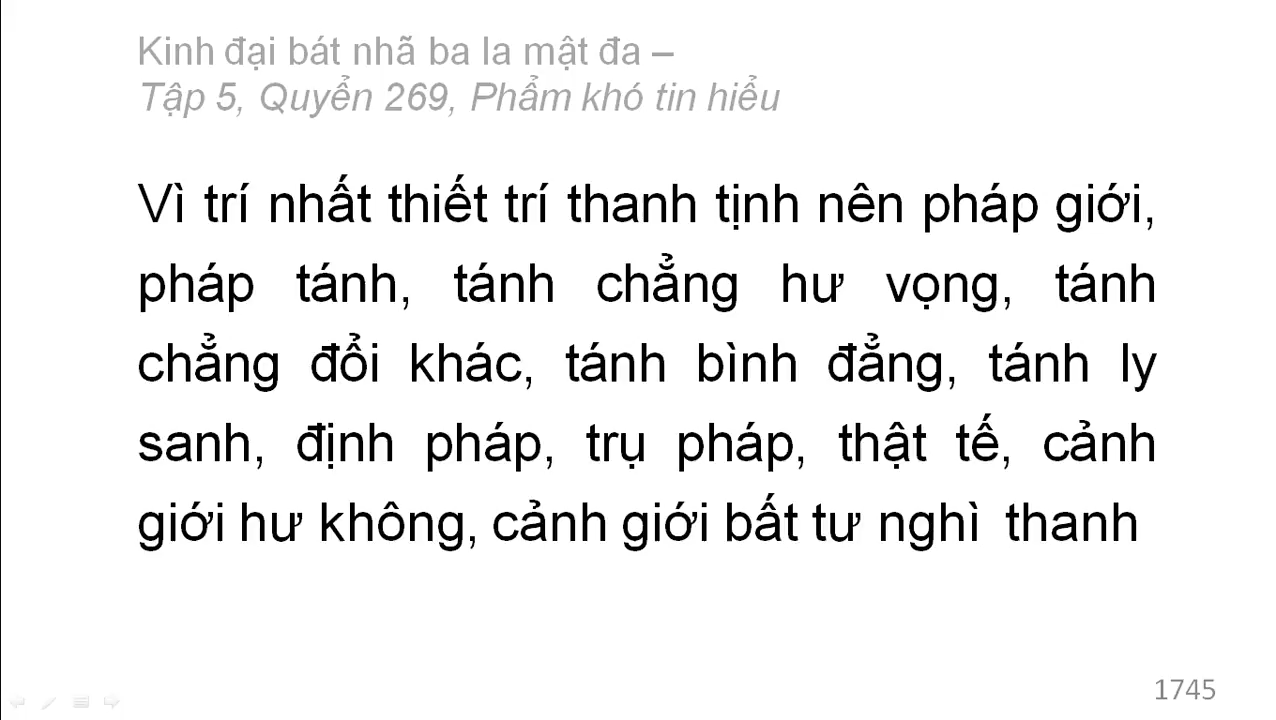 Kinh đại bát nhã ba la mật đa –
Tập 5, Quyển 269, Phẩm khó tin hiểu
Vì trí nhất thiết trí thanh tịnh nên pháp giới,
pháp tánh, tánh chẳng hư vọng, tánh
chẳng đổi khác, tánh bình đẳng, tánh ly
sanh, định pháp, trụ pháp, thật tế, cảnh
giới hư không, cảnh giới bất tư nghì thanh
1745